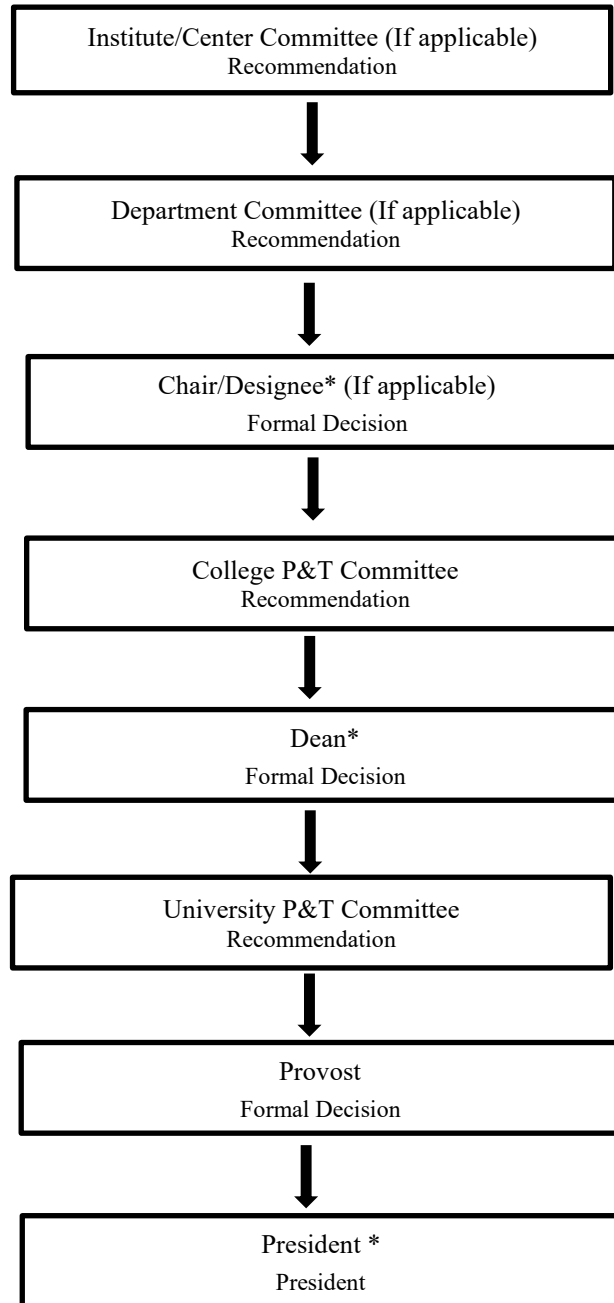 Institute/Center Committee (If applicable)
Recommendation
Department Committee (If applicable)
Recommendation
Chair/Designee* (If applicable)
Formal Decision
College P&T Committee
Recommendation
Dean*
Formal Decision
University P&T Committee
Recommendation
Provost
Formal Decision
President *
President